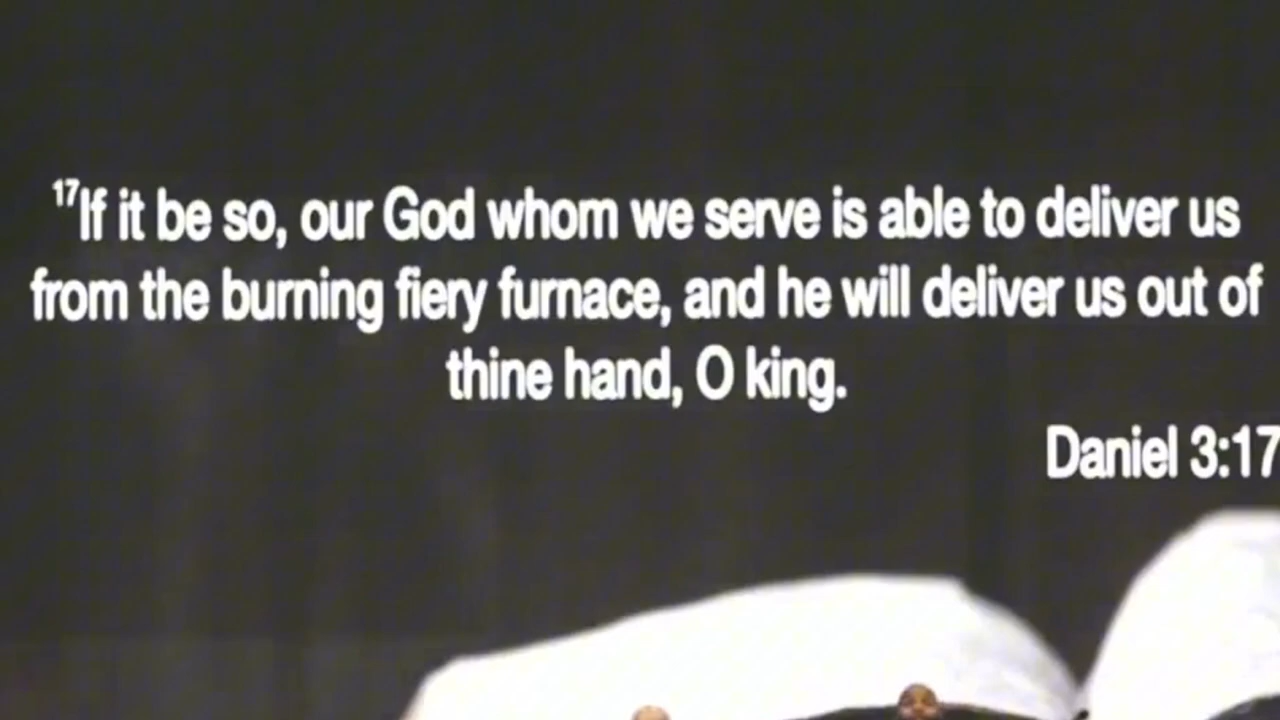 17If it be so, our God whom we serve is able to deliver us
from the burning fiery furnace, and he will deliver us out of
thine hand, O king.
Daniel 3:17